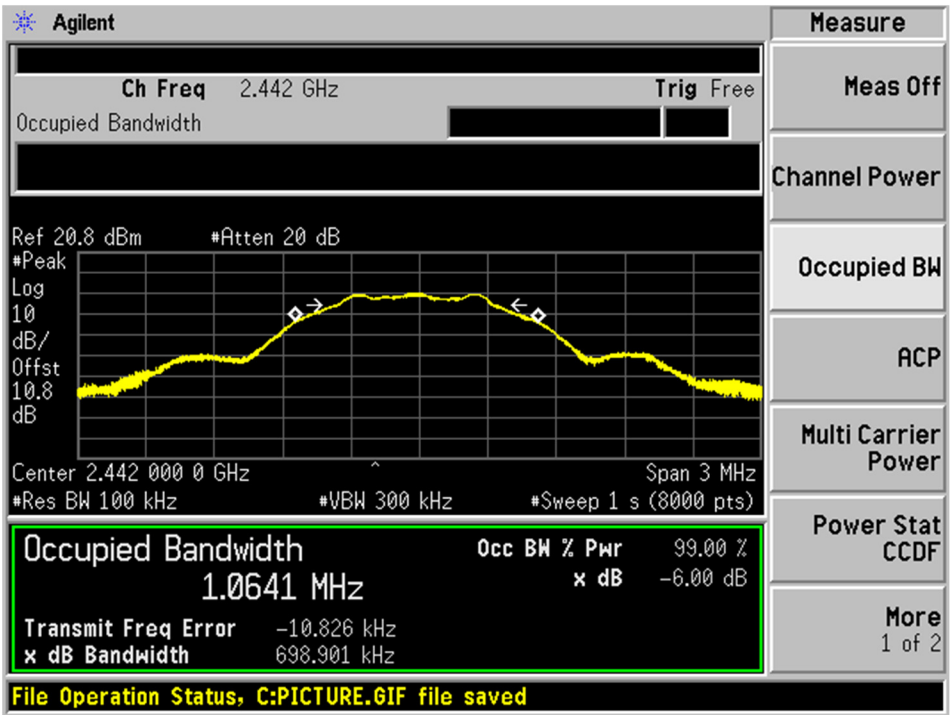 Agilent
Measure
Ch Freq 2.442 GHz Trig Free
Occupied Bandwidth
Meas Off
Channel Power
Occupied BW
ACP
Multi Carrier
Power
Power Stat
CCDF
More
1 of 2
Ref 20.8 dBm #Atten 20 dB
#Peak
Log
10
dB/
Offst
10.8
dB
Center 2.442 000 0 GHz ^ Span 3 MHz
#Res BW 100 kHz #VBW 300 kHz #Sweep 1 s (8000 pts)
Occupied Bandwidth Occ BW % Pwr 99.00 %
1.0641 MHz x dB -6.00 dB
Transmit Freq Error -10.826 kHz
x dB Bandwidth 698.901 kHz
File Operation Status, C:PICTURE.GIF file saved